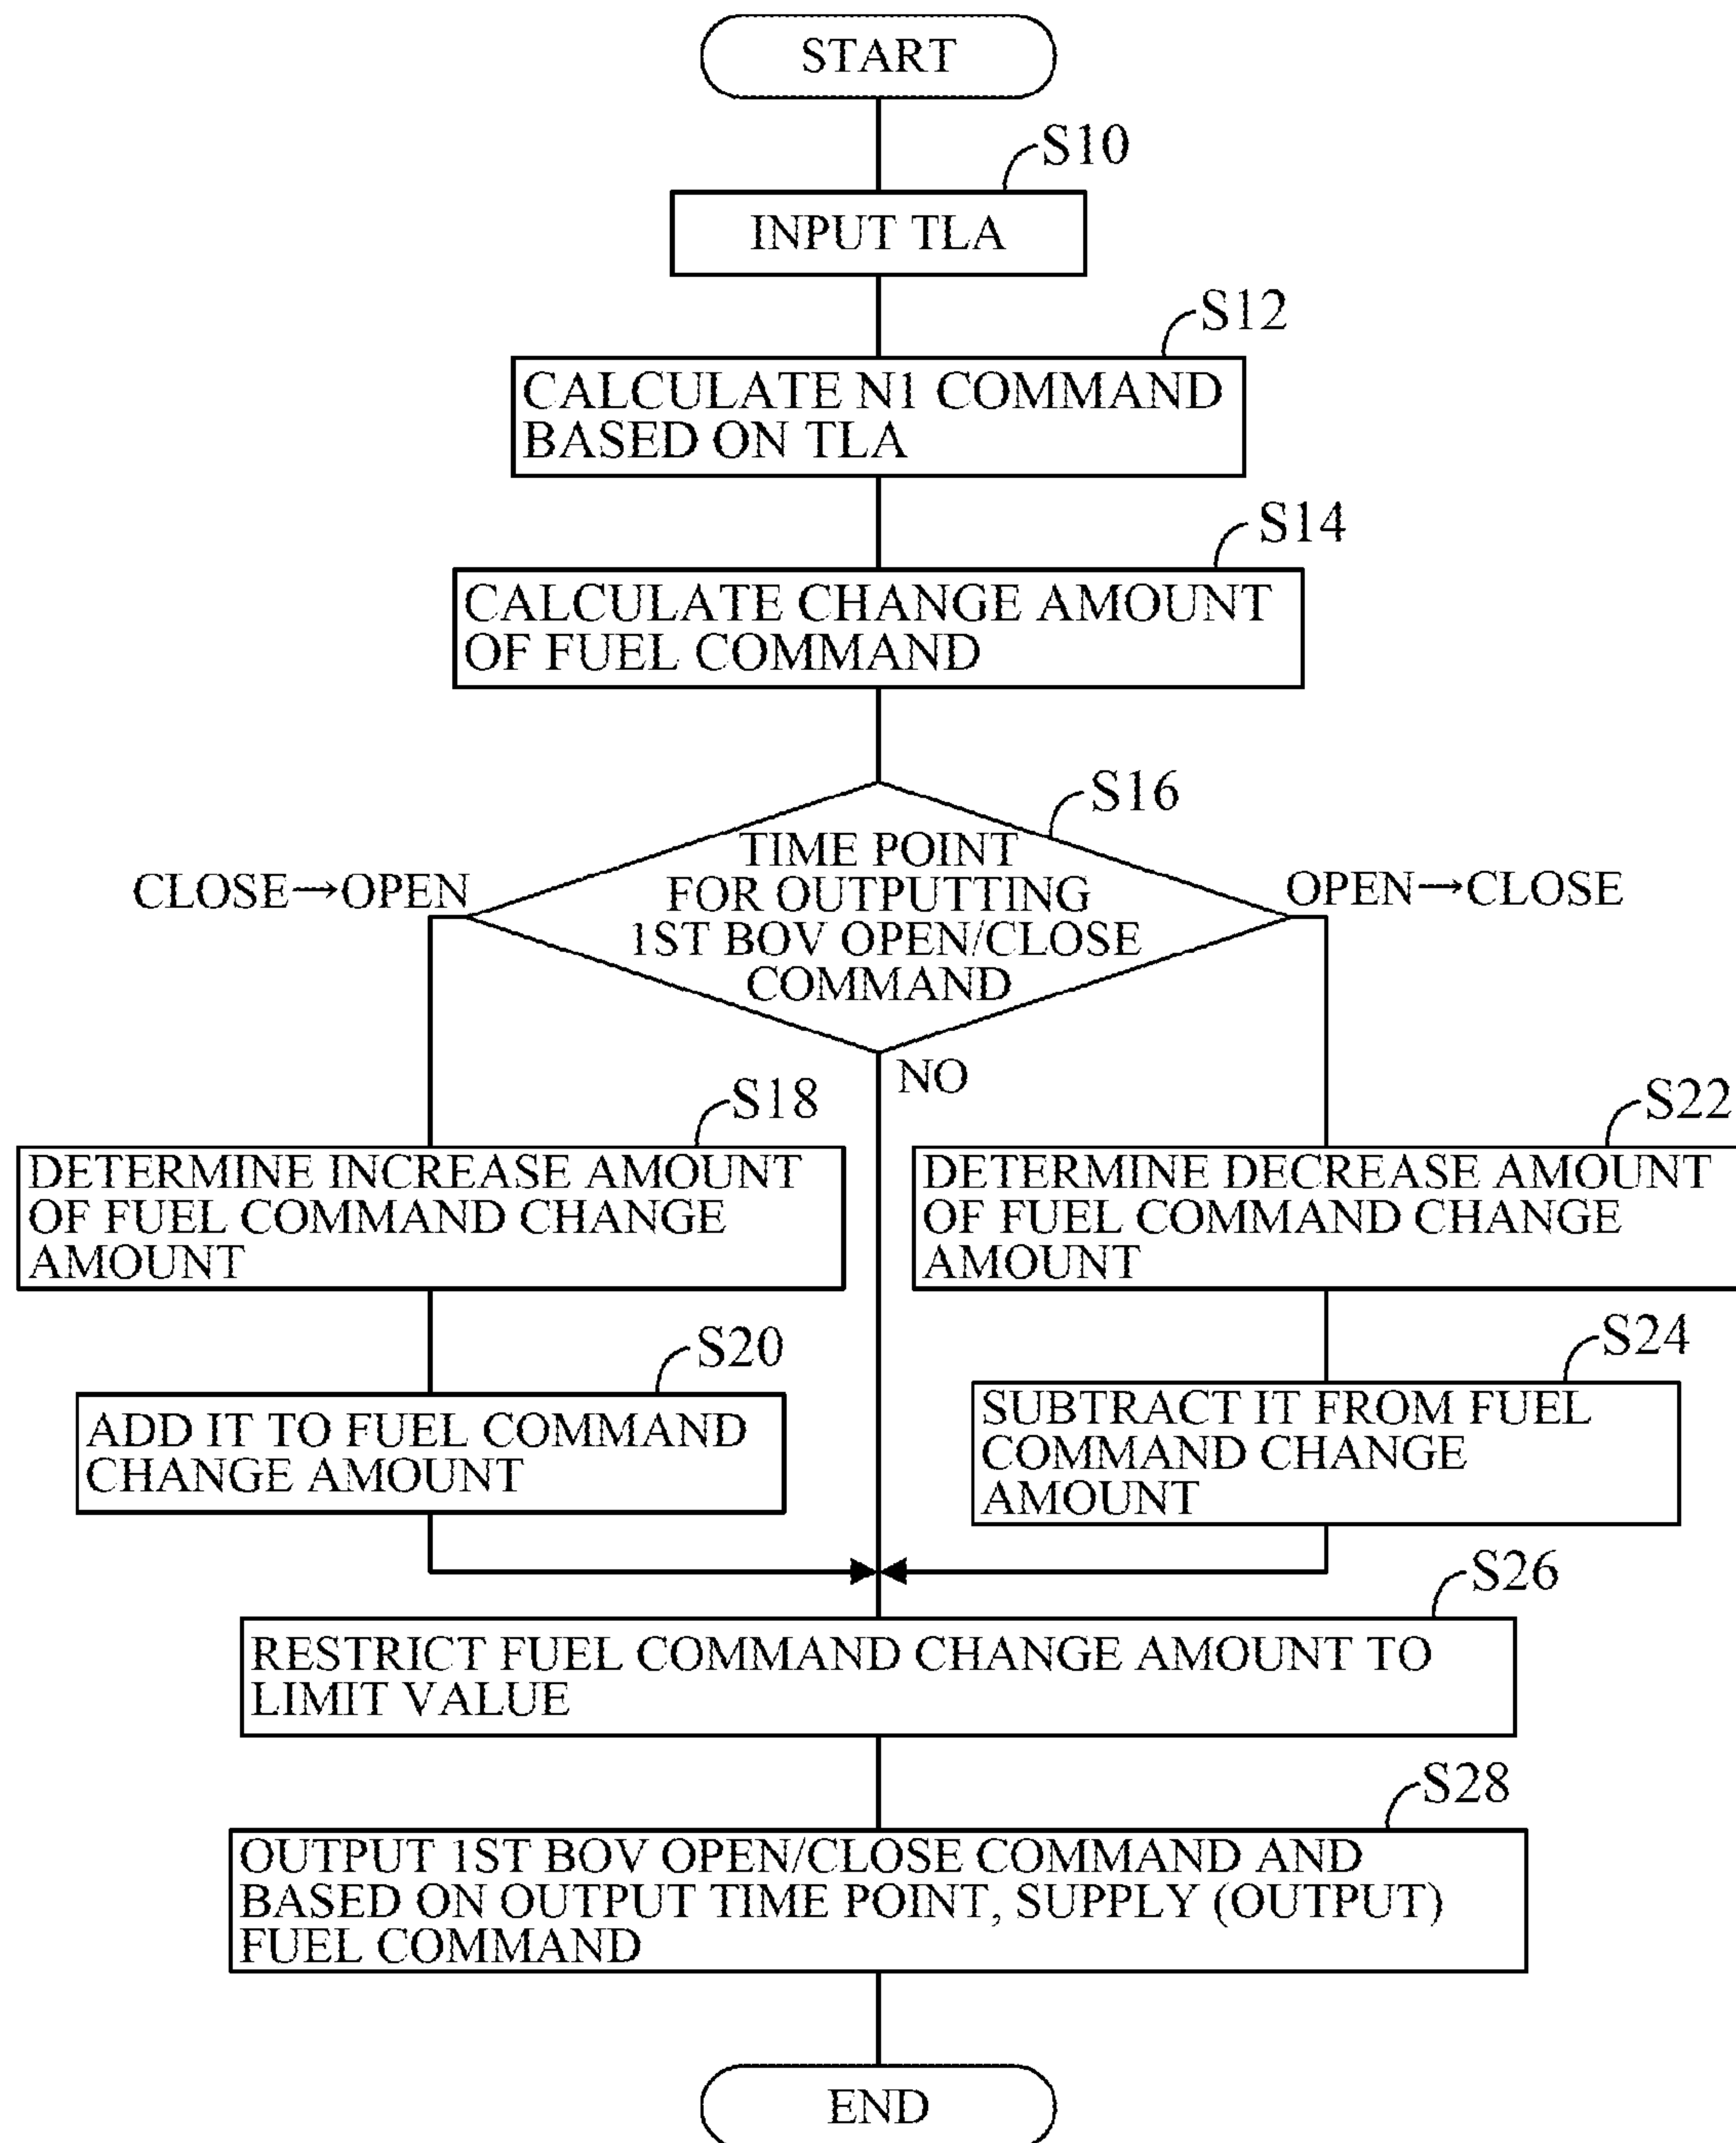 START
S10
INPUT TLA
S12
CALCULATE N1 COMMAND
BASED ON TLA
S14
CALCULATE CHANGE AMOUNT
OF FUEL COMMAND
S16
TIME POINT
FOR OUTPUTTING
1ST BOV OPEN/CLOSE
COMMAND
CLOSE→OPEN
OPEN→CLOSE
NO
S18
DETERMINE INCREASE AMOUNT
OF FUEL COMMAND CHANGE
AMOUNT
S22
DETERMINE DECREASE AMOUNT
OF FUEL COMMAND CHANGE
AMOUNT
S20
ADD IT TO FUEL COMMAND
CHANGE AMOUNT
S24
SUBTRACT IT FROM FUEL
COMMAND CHANGE
AMOUNT
S26
RESTRICT FUEL COMMAND CHANGE AMOUNT TO
LIMIT VALUE
S28
OUTPUT 1ST BOV OPEN/CLOSE COMMAND AND
BASED ON OUTPUT TIME POINT, SUPPLY (OUTPUT)
FUEL COMMAND
END